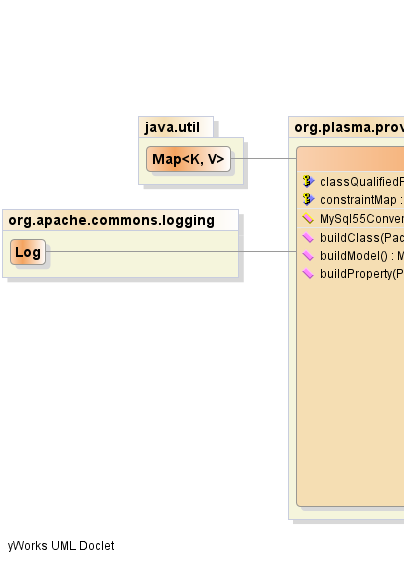 java.util
Map<K, V>
org.apache.commons.logging
Log
org.plasma.prov
classQualifiedP
constraintMap :
MySql55Conver
buildClass(Pac
buildModel() : M
buildProperty(P
yWorks UML Doclet